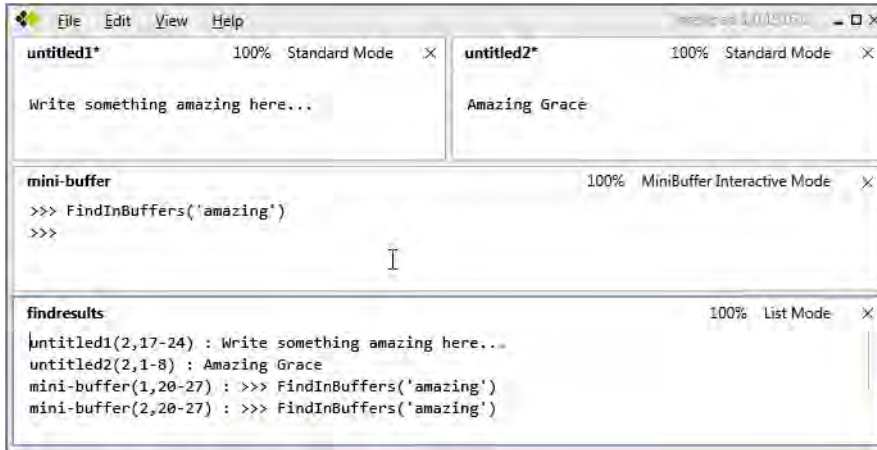 File Edit View Help
untitled1* 100% Standard Mode ×
Write something amazing here...
untitled2* 100% Standard Mode ×
Amazing Grace
mini-buffer 100% MiniBuffer Interactive Mode ×
>>> FindInBuffers('amazing')
>>>
findresults 100% List Mode ×
untitled1(2,17-24) : Write something amazing here...
untitled2(2,1-8) : Amazing Grace
mini-buffer(1,20-27) : >>> FindInBuffers('amazing')
mini-buffer(2,20-27) : >>> FindInBuffers('amazing')